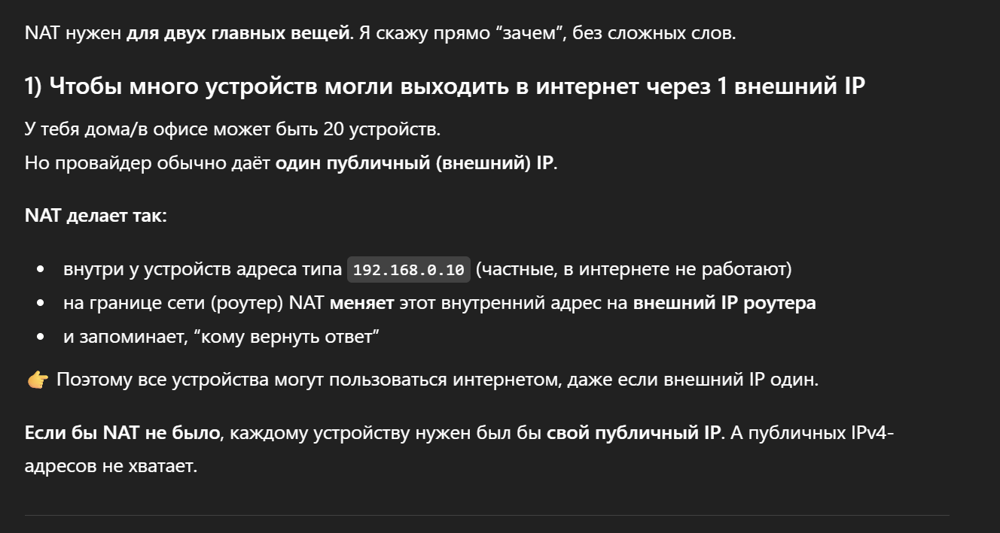 NAT нужен для двух главных вещей. Я скажу прямо “зачем”, без сложных слов.
1) Чтобы много устройств могли выходить в интернет через 1 внешний IP
У тебя дома/в офисе может быть 20 устройств.
Но провайдер обычно даёт один публичный (внешний) IP.
NAT делает так:
• внутри у устройств адреса типа 192.168.0.10 (частные, в интернете не работают)
• на границе сети (роутер) NAT меняет этот внутренний адрес на внешний IP роутера
• и запоминает, “кому вернуть ответ”
👉 Поэтому все устройства могут пользоваться интернетом, даже если внешний IP один.
Если бы NAT не было, каждому устройству нужен был бы свой публичный IP. А публичных IPv4-
адресов не хватает.